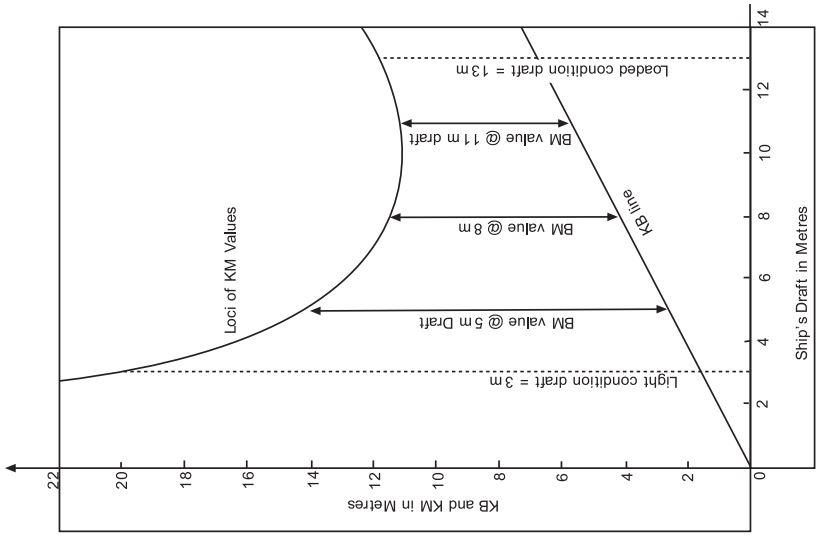 22
20
18
16
14
12
10
8
6
4
2
0
KB and KM in Metres
Loci of KM Values
Light condition draft = 3 m
BM value @ 5 m Draft
BM value @ 8 m
BM value @ 11 m draft
Loaded condition draft = 13 m
KB line
2
4
6
8
10
12
14
Ship's Draft in Metres